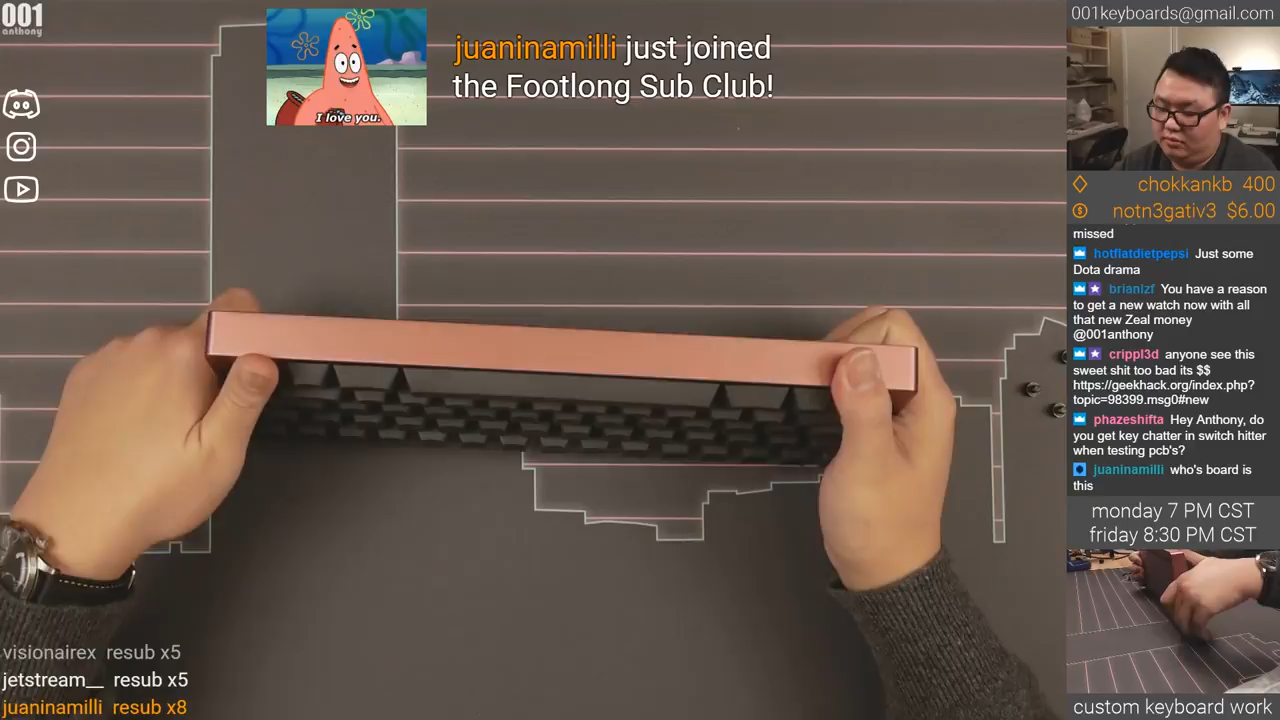 001
anthony
juaninamilli just joined
the Footlong Sub Club!
I love you.
visionairex resub x5
jetstream__ resub x5
juaninamilli resub x8
001keyboards@gmail.com
chokkankb 400
notn3gativ3 $6.00
missed
hotflatdietpepsi Just some
Dota drama
brianlzf You have a reason
to get a new watch now with all
that new Zeal money
@001anthony
crippl3d anyone see this
sweet shit too bad its $$
https://geekhack.org/index.php?
topic=98399.msg0#new
phazeshifta Hey Anthony, do
you get key chatter in switch hitter
when testing pcb's?
juaninamilli who's board is
this
monday 7 PM CST
friday 8:30 PM CST
custom keyboard work